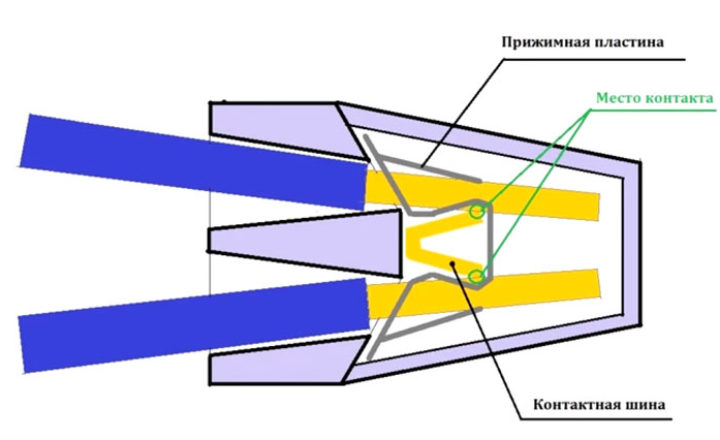 Прижимная пластина
Место контакта
Контактная шина